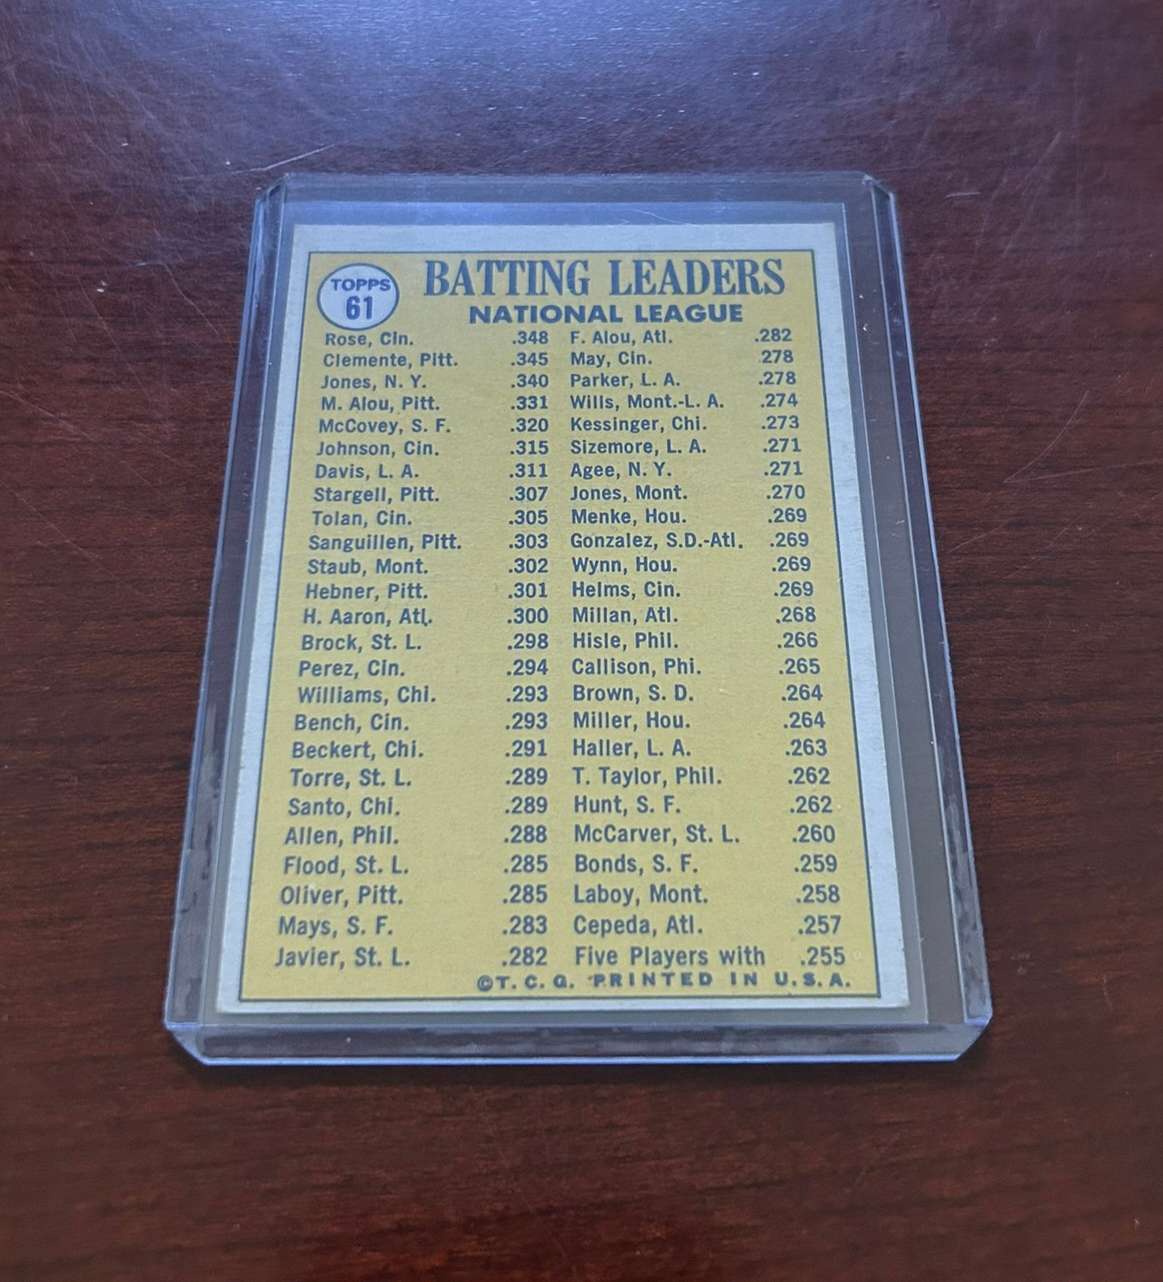 TOPPS
61
BATTING LEADERS
NATIONAL LEAGUE
Rose, Cin. .348 F. Alou, Atl. .282
Clemente, Pitt. .345 May, Cin. .278
Jones, N. Y. .340 Parker, L. A. .278
M. Alou, Pitt. .331 Wills, Mont.-L. A. .274
McCovey, S. F. .320 Kessinger, Chi. .273
Johnson, Cin. .315 Sizemore, L. A. .271
Davis, L. A. .311 Agee, N. Y. .271
Stargell, Pitt. .307 Jones, Mont. .270
Tolan, Cin. .305 Menke, Hou. .269
Sanguillen, Pitt. .303 Gonzalez, S.D.-Atl. .269
Staub, Mont. .302 Wynn, Hou. .269
Hebner, Pitt. .301 Helms, Cin. .269
H. Aaron, Atl. .300 Millan, Atl. .268
Brock, St. L. .298 Hisle, Phil. .266
Perez, Cin. .294 Callison, Phi. .265
Williams, Chi. .293 Brown, S. D. .264
Bench, Cin. .293 Miller, Hou. .264
Beckert, Chi. .291 Haller, L. A. .263
Torre, St. L. .289 T. Taylor, Phil. .262
Santo, Chi. .289 Hunt, S. F. .262
Allen, Phil. .288 McCarver, St. L. .260
Flood, St. L. .285 Bonds, S. F. .259
Oliver, Pitt. .285 Laboy, Mont. .258
Mays, S. F. .283 Cepeda, Atl. .257
Javier, St. L. .282 Five Players with .255
©T. C. G. PRINTED IN U.S.A.